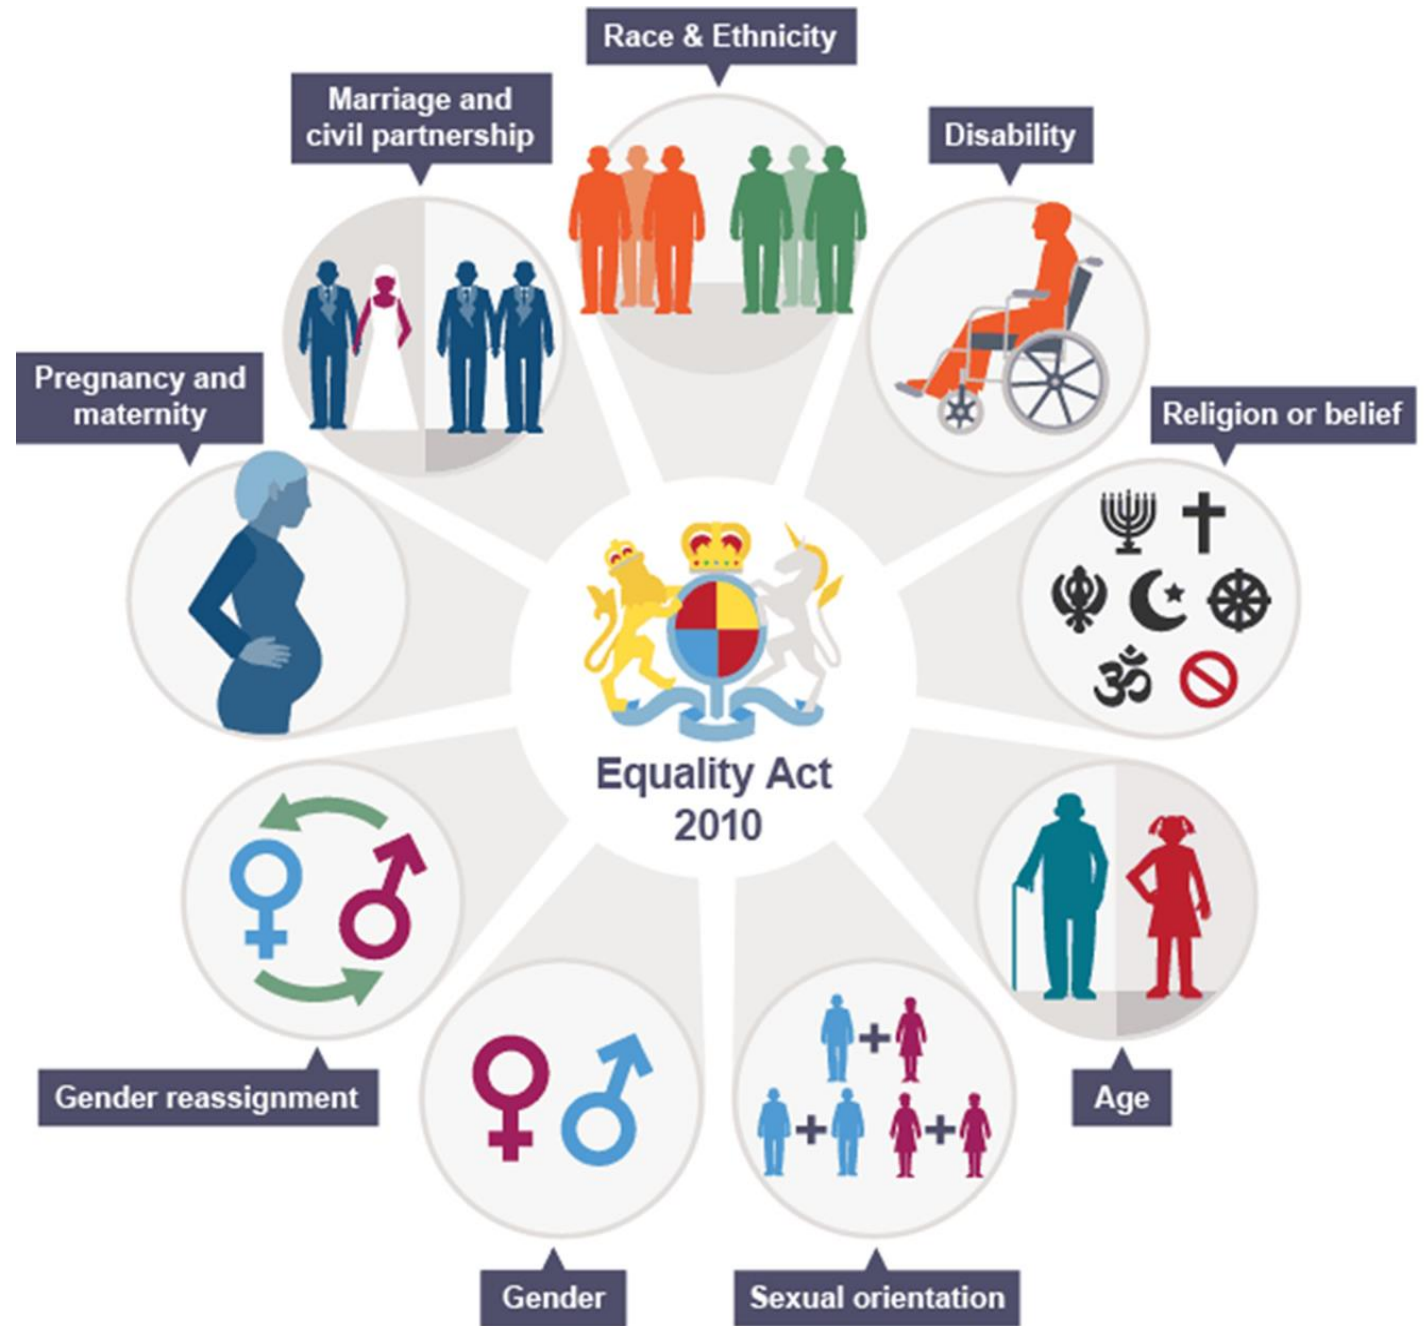 Race & Ethnicity
Marriage and
civil partnership
Disability
Pregnancy and
maternity
Religion or belief
Equality Act
2010
Gender reassignment
Age
Gender
Sexual orientation